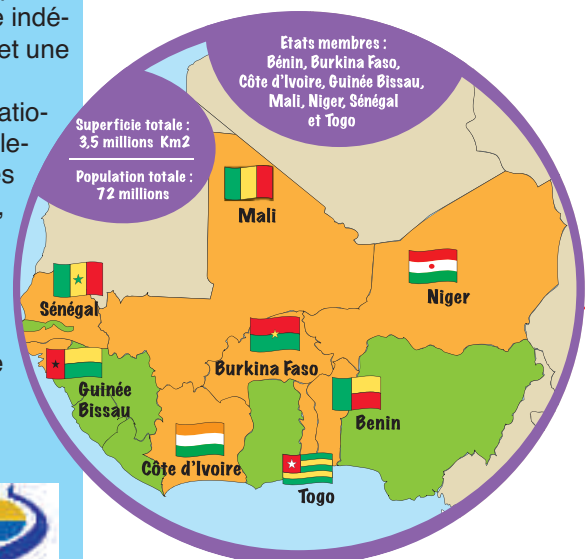 e indé-
et une
atio-
le-
es
,
e
Etats membres :
Bénin, Burkina Faso,
Côte d'Ivoire, Guinée Bissau,
Mali, Niger, Sénégal
et Togo
Superficie totale :
3,5 millions Km2
Population totale :
72 millions
Mali
Niger
Sénégal
Burkina Faso
Guinée
Bissau
Benin
Côte d'Ivoire
Togo